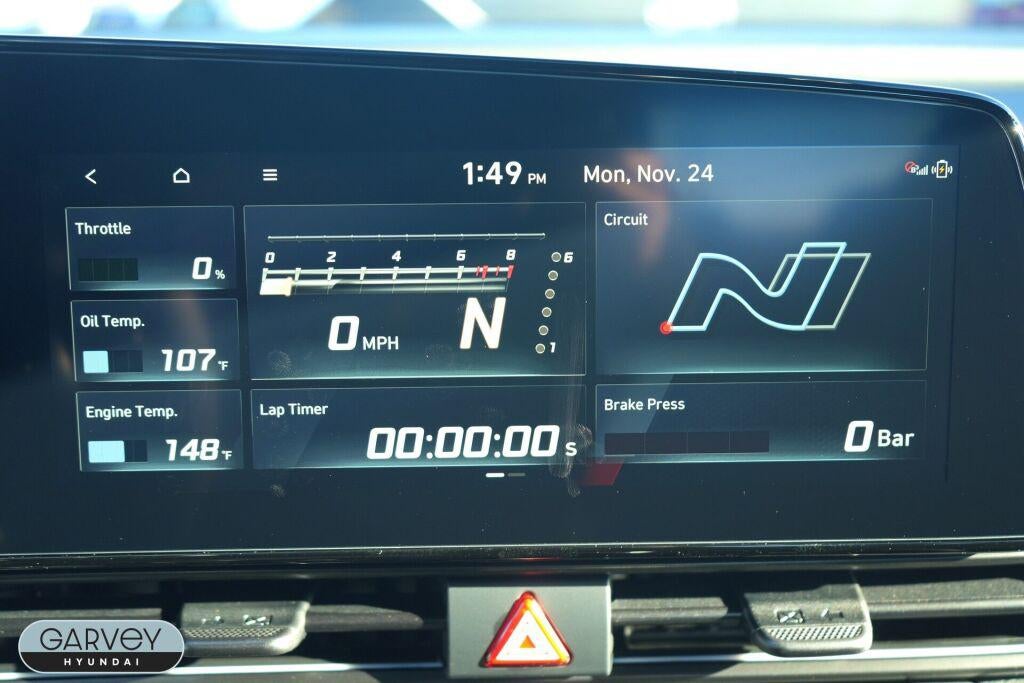 1:49 PM Mon, Nov. 24
Throttle
0 %
Oil Temp.
107 °F
Engine Temp.
148 °F
0 2 4 6 8
6
1
0 MPH
N
Lap Timer
00:00:00 s
Circuit
N
Brake Press
0 Bar
GARVEY
HYUNDAI